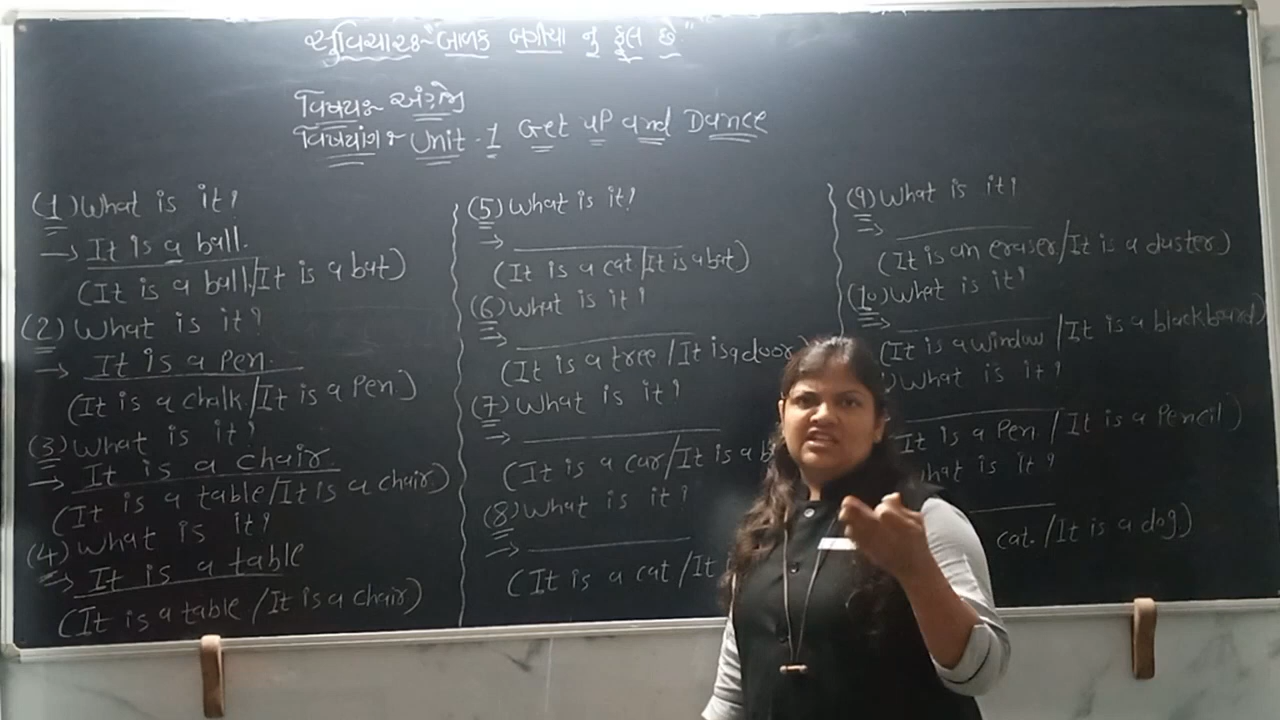 સુવિચારઃ- "બાળક બગીચા નુ ફૂલ છે"
વિષયઃ- અંગ્રેજી
વિષયાંગઃ- Unit-1 Get up and Dance
(1) What is it?
→ It is a ball.
(It is a ball./It is a bat)
(2) What is it?
→ It is a pen.
(It is a chalk./It is a pen)
(3) What is it?
→ It is a chair
(It is a table/It is a chair)
(4) What is it?
→ It is a table
(It is a table /It is a chair)
(5) What is it?
→
(It is a cat/It is a bat)
(6) What is it?
→
(It is a tree /It is a door
(7) What is it?
→
(It is a car/It is a
(8) What is it?
→
(It is a cat /It
(9) What is it?
→
(It is an eraser/It is a duster)
(10) What is it?
→
(It is a window /It is a blackboard)
What is it?
It is a pen / It is a pencil)
What is it?
cat. /It is a dog)